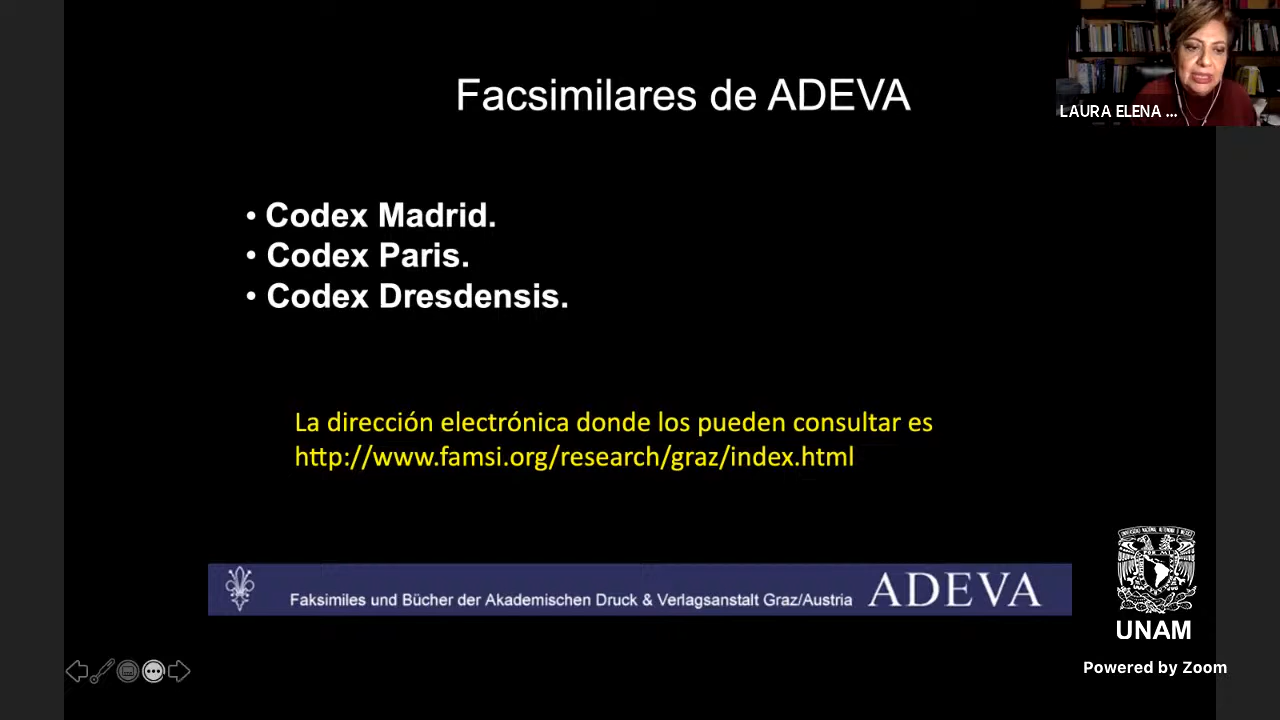 Facsimilares de ADEVA
LAURA ELENA ...
• Codex Madrid.
• Codex Paris.
• Codex Dresdensis.
La dirección electrónica donde los pueden consultar es
http://www.famsi.org/research/graz/index.html
Faksimiles und Bücher der Akademischen Druck & Verlagsanstalt Graz/Austria
ADEVA
UNAM
Powered by Zoom